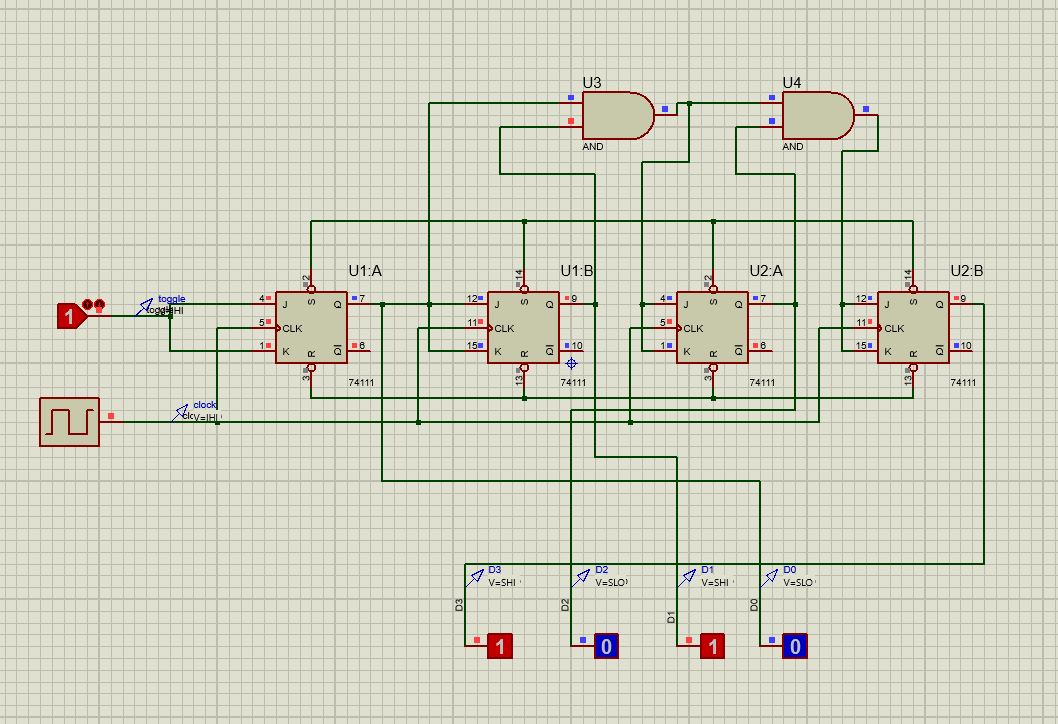 U3
U4
AND
AND
U1:A
U1:B
U2:A
U2:B
2
14
2
14
toggle
4
J
S
Q
7
12
J
S
Q
9
4
J
S
Q
7
12
J
S
Q
9
1
5
CLK
11
CLK
5
CLK
11
CLK
1
K
R
Q
6
15
K
R
Q
10
1
K
R
Q
6
15
K
R
Q
10
3
13
3
13
74111
74111
74111
74111
clock
D3
D2
D1
D0
V=SHI
V=SLO
V=SHI
V=SLO
D3
D2
D1
D0
1
0
1
0